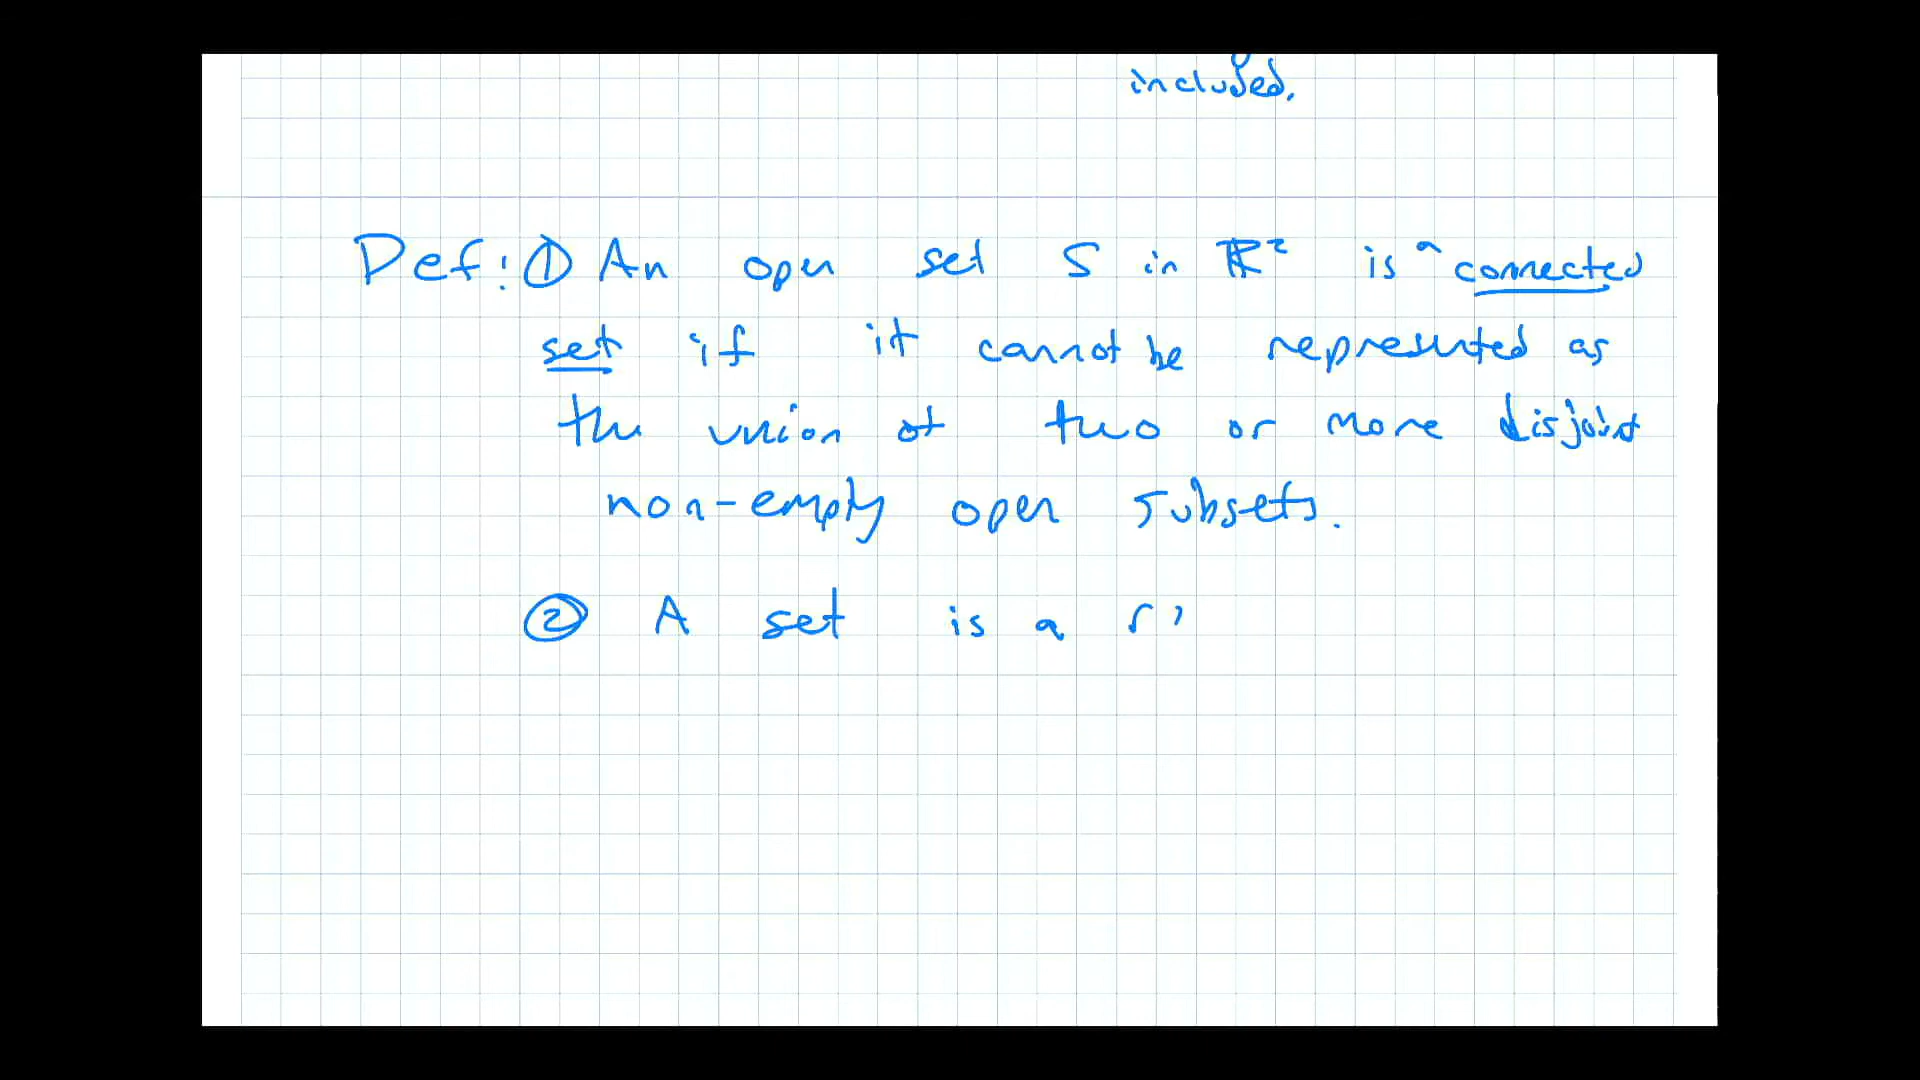 included.
Def: ① An open set S in ℝ² is a connected
set if it cannot be represented as
the union of two or more disjoint
non-empty open subsets.
② A set is a r